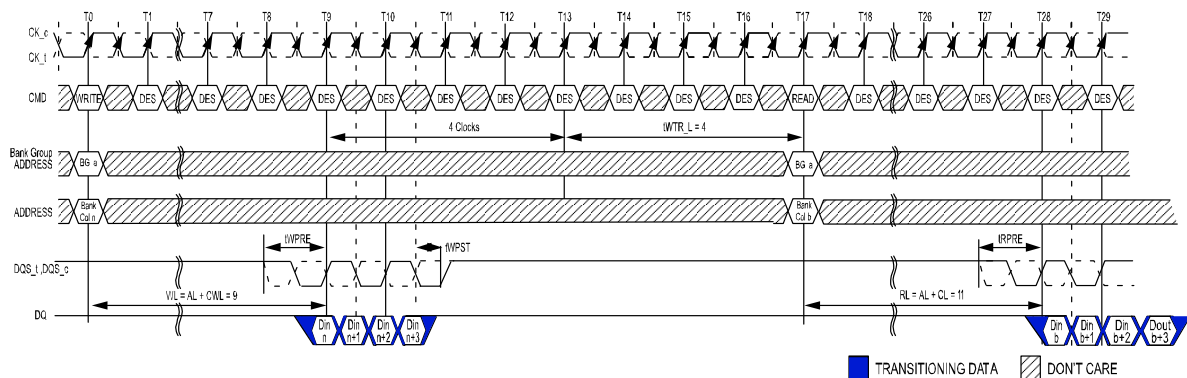 T0 T1 T7 T8 T9 T10 T11 T12 T13 T14 T15 T16 T17 T18 T26 T27 T28 T29
CK_c
CK_t
CMD WRITE DES DES DES DES DES DES DES DES DES DES DES READ DES DES DES DES DES
4 Clocks tWTR_L = 4
Bank Group
ADDRESS BG a BG a
ADDRESS Bank Bank
Col n Col b
tWPRE tWPST tRPRE
DQS_t ,DQS_c
WL = AL + CWL = 9 RL = AL + CL = 11
DQ Din Din Din Din Din Din Din Dout
n n+1 n+2 n+3 b b+1 b+2 b+3
TRANSITIONING DATA DON'T CARE